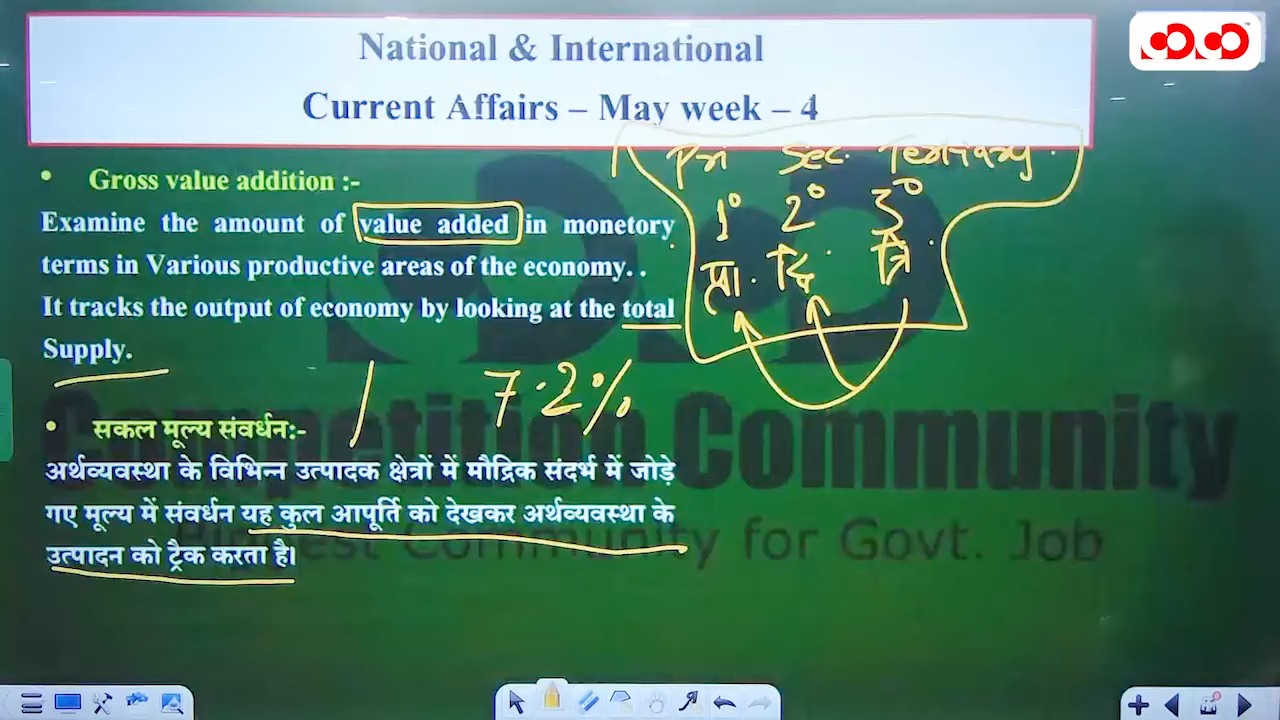 National & International
Current Affairs – May week – 4
Pri Sec. Tertiary.
1° 2° 3°
प्रा. द्वि त्रि
• Gross value addition :-
Examine the amount of value added in monetory
terms in Various productive areas of the economy. .
It tracks the output of economy by looking at the total
Supply.
7.2%
• सकल मूल्य संवर्धन:-
अर्थव्यवस्था के विभिन्न उत्पादक क्षेत्रों में मौद्रिक संदर्भ में जोड़े
गए मूल्य में संवर्धन यह कुल आपूर्ति को देखकर अर्थव्यवस्था के
उत्पादन को ट्रैक करता है।
Competition Community
Biggest Community for Govt. Job